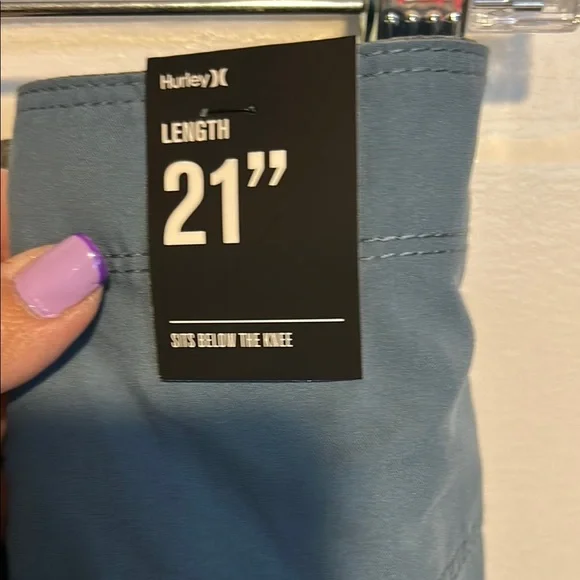 Hurley
LENGTH
21”
SITS BELOW THE KNEE